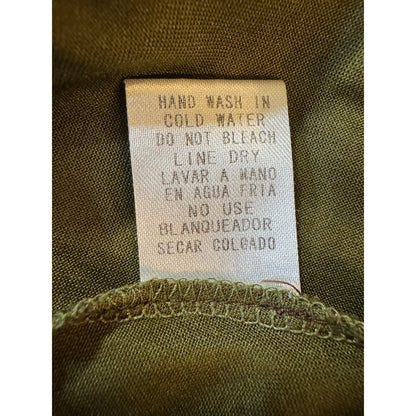 HAND WASH IN
COLD WATER
DO NOT BLEACH
LINE DRY
LAVAR A MANO
EN AGUA FRIA
NO USE
BLANQUEADOR
SECAR COLGADO